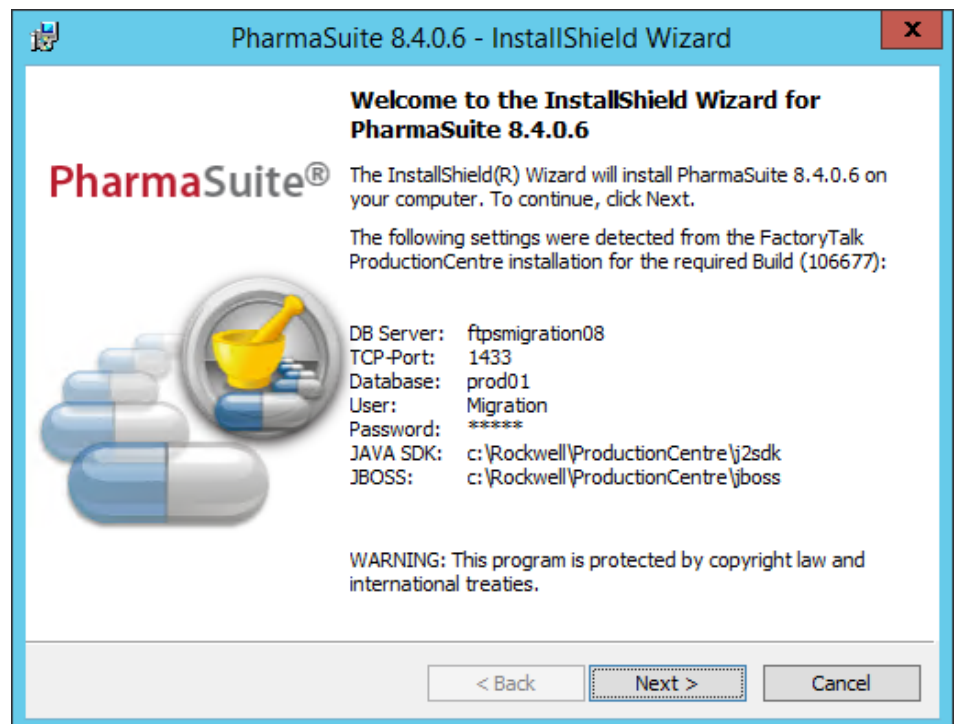 PharmaSuite 8.4.0.6 - InstallShield Wizard
x
Welcome to the InstallShield Wizard for
PharmaSuite 8.4.0.6
PharmaSuite®
The InstallShield(R) Wizard will install PharmaSuite 8.4.0.6 on
your computer. To continue, click Next.
The following settings were detected from the FactoryTalk
ProductionCentre installation for the required Build (106677):
DB Server: ftpsmigration08
TCP-Port: 1433
Database: prod01
User: Migration
Password: *****
JAVA SDK: c:\Rockwell\ProductionCentre\j2sdk
JBOSS: c:\Rockwell\ProductionCentre\jboss
WARNING: This program is protected by copyright law and
international treaties.
< Back Next > Cancel